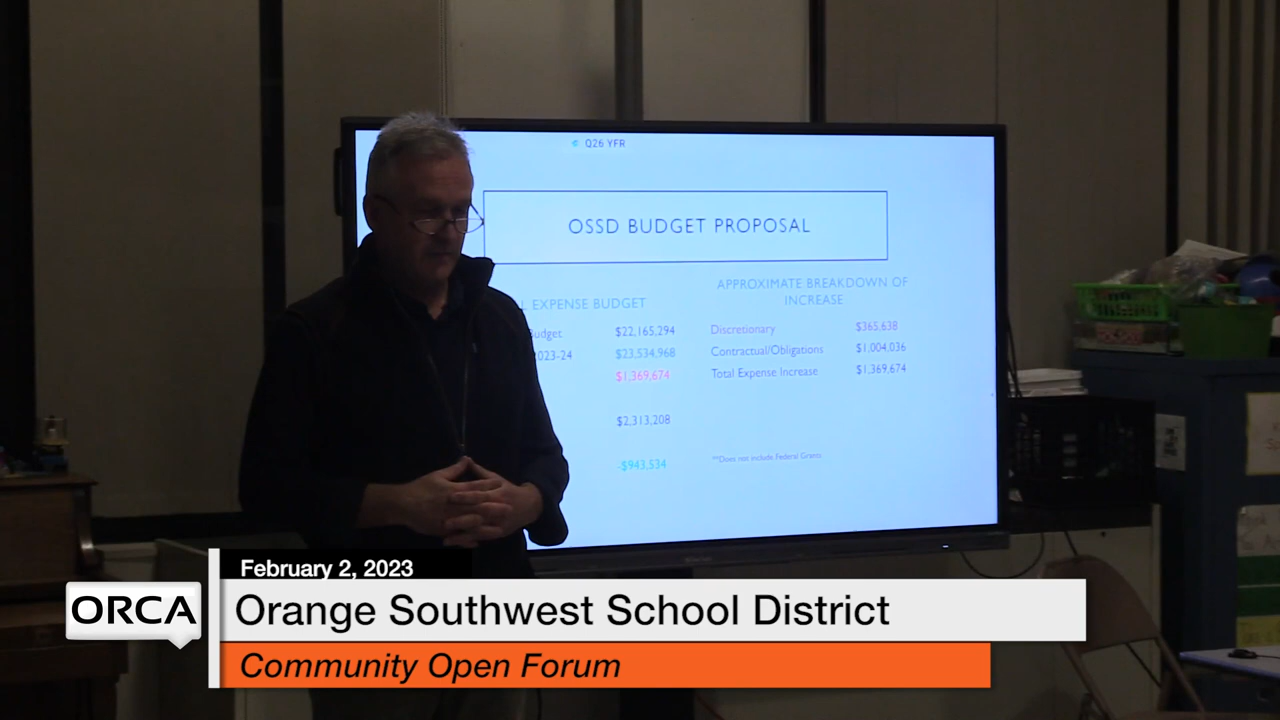 Q26 YFR
OSSD BUDGET PROPOSAL
EXPENSE BUDGET
$22,165,294
2023-24 $23,534,968
$1,369,674
$2,313,208
-$943,534
APPROXIMATE BREAKDOWN OF
INCREASE
Discretionary $365,638
Contractual/Obligations $1,004,036
Total Expense Increase $1,369,674
**Does not include Federal Grants
February 2, 2023
ORCA
Orange Southwest School District
Community Open Forum